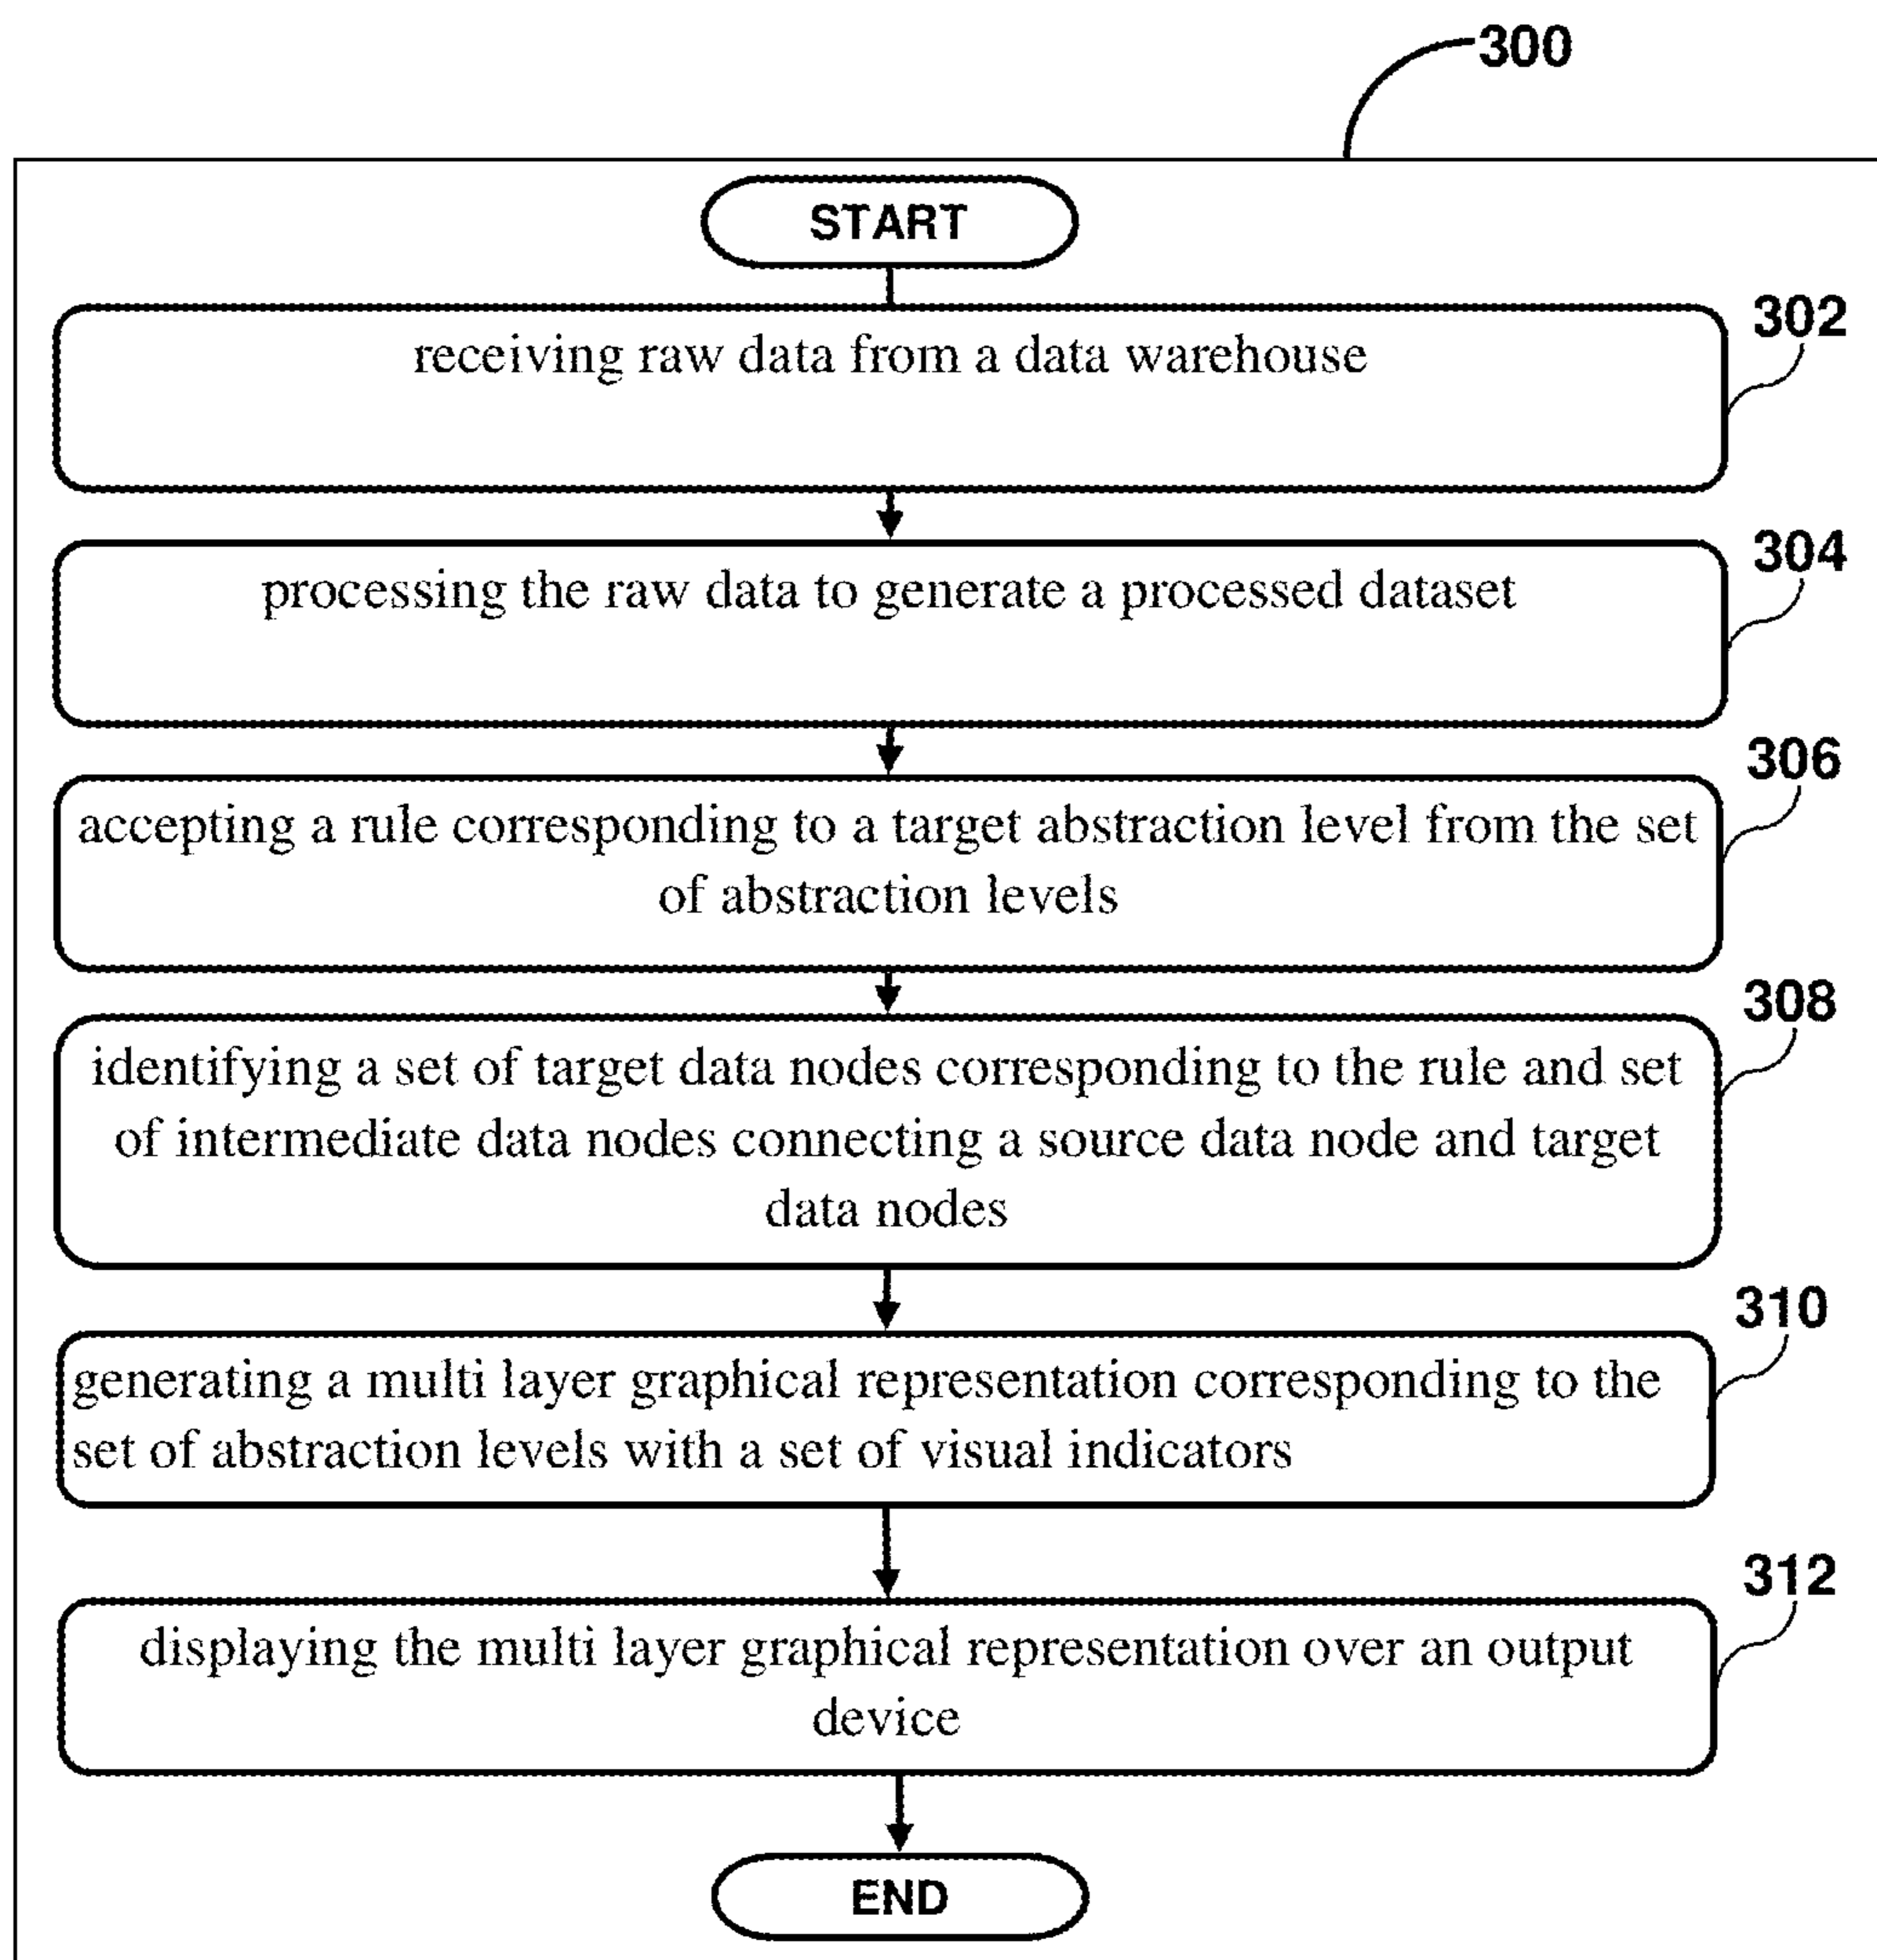 300
START
302
receiving raw data from a data warehouse
304
processing the raw data to generate a processed dataset
306
accepting a rule corresponding to a target abstraction level from the set
of abstraction levels
308
identifying a set of target data nodes corresponding to the rule and set
of intermediate data nodes connecting a source data node and target
data nodes
310
generating a multi layer graphical representation corresponding to the
set of abstraction levels with a set of visual indicators
312
displaying the multi layer graphical representation over an output
device
END